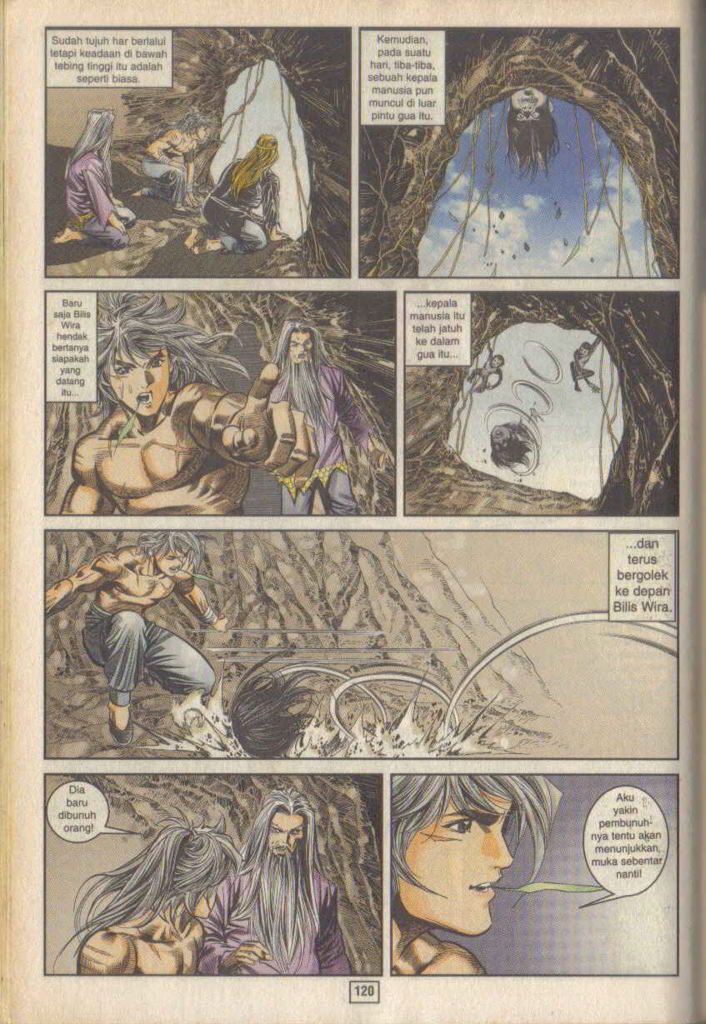 Sudah tujuh har berlalui
tetapi keadaan di bawah
tebing tinggi itu adalah
seperti biasa.
Kemudian,
pada suatu
hari, tiba-tiba,
sebuah kepala
manusia pun
muncul di luar
pintu gua itu.
Baru
saja Bilis
Wira
hendak
bertanya
siapakah
yang
datang
itu...
...kepala
manusia itu
telah jatuh
ke dalam
gua itu...
...dan
terus
bergolek
ke depan
Bilis Wira.
Dia
baru
dibunuh
orang!
Aku
yakin
pembunuh-
nya tentu akan
menunjukkan,
muka sebentar
nanti!
120